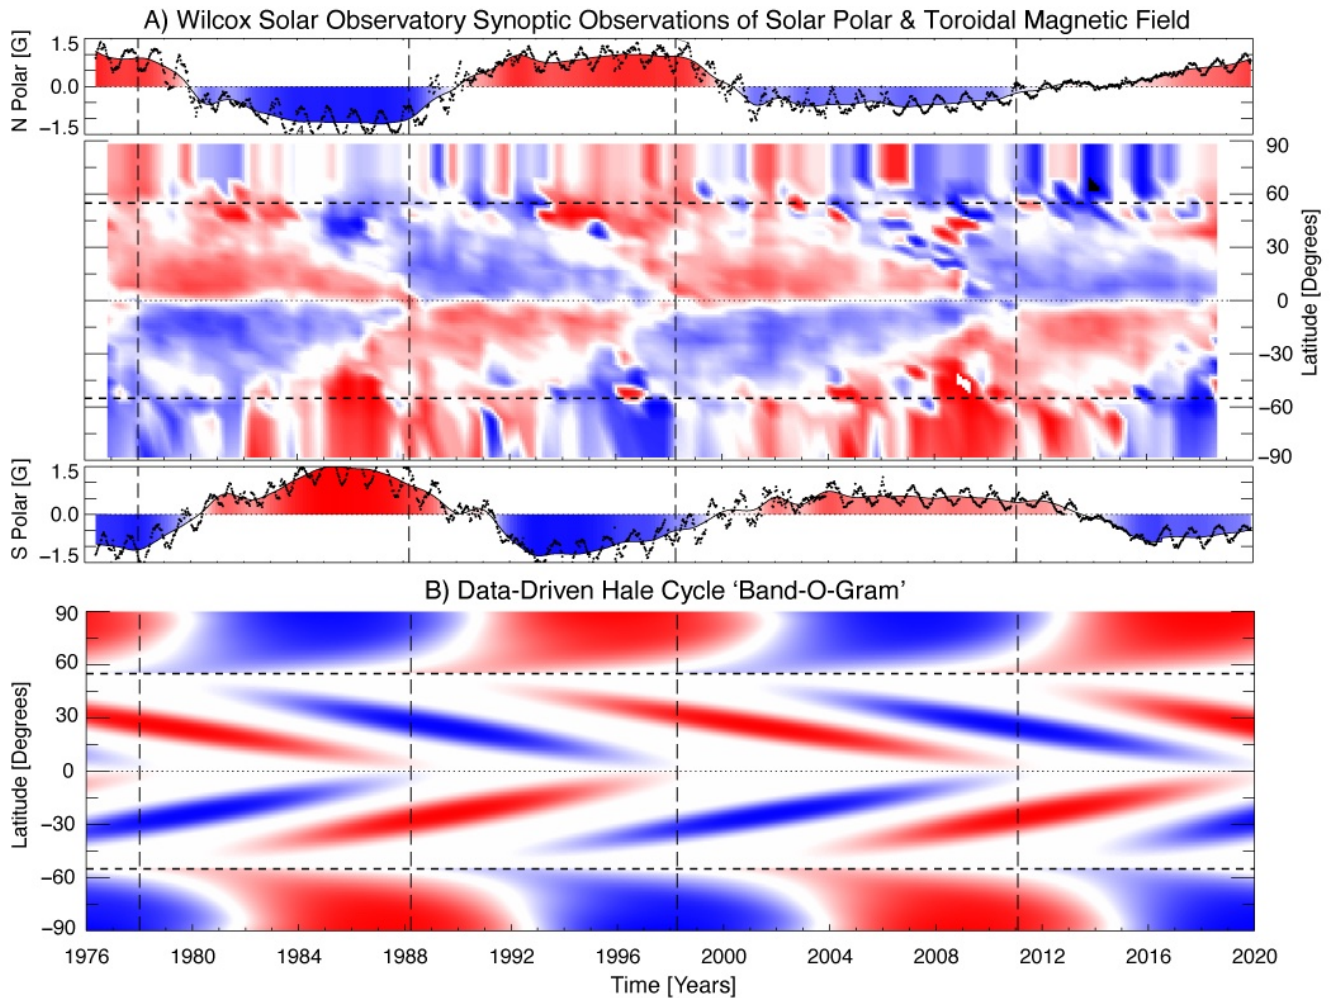 A) Wilcox Solar Observatory Synoptic Observations of Solar Polar & Toroidal Magnetic Field
N Polar [G]
1.5
0.0
−1.5
90
60
30
0
−30
−60
−90
Latitude [Degrees]
S Polar [G]
1.5
0.0
−1.5
B) Data-Driven Hale Cycle ‘Band-O-Gram’
Latitude [Degrees]
90
60
30
0
−30
−60
−90
1976 1980 1984 1988 1992 1996 2000 2004 2008 2012 2016 2020
Time [Years]